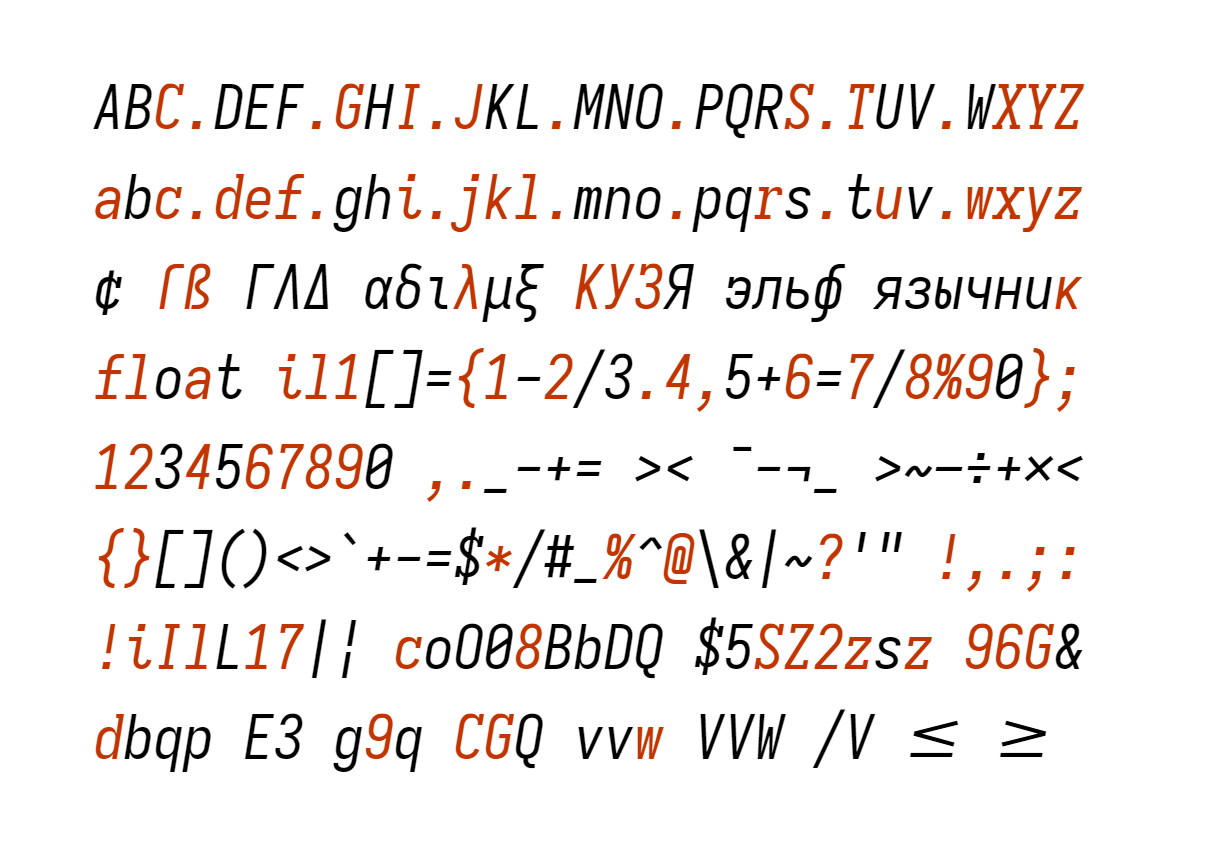 ABC.DEF.GHI.JKL.MNO.PQRS.TUV.WXYZ
abc.def.ghi.jkl.mno.pqrs.tuv.wxyz
¢ ſß ΓΛΔ αδιλμξ КУЗЯ эльф язычник
float il1[]={1-2/3.4,5+6=7/8%90};
1234567890 ,._-+= >< ¯-¬_ >~–÷+×<
{}[]()<>`+-=$*/#_%^@\&|~?'" !,.;:
!iIlL17|¦ coO08BbDQ $5SZ2zsz 96G&
dbqp E3 g9q CGQ vvw VVW /V ≤ ≥